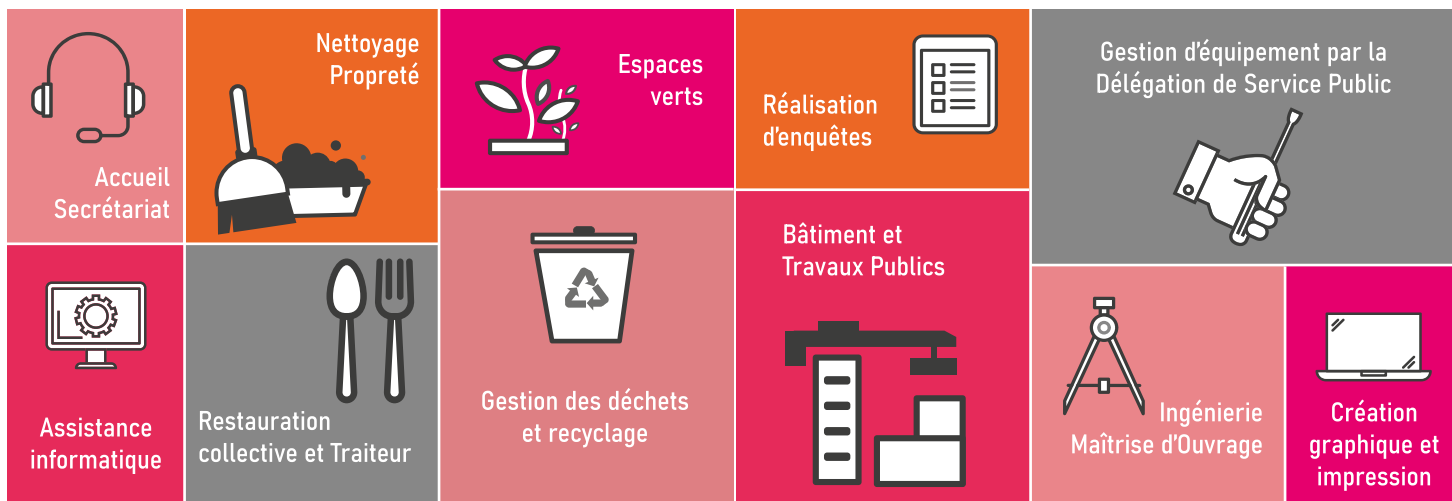 Accueil
Secrétariat
Nettoyage
Propreté
Espaces
verts
Réalisation
d'enquêtes
Gestion d'équipement par la
Délégation de Service Public
Assistance
informatique
Restauration
collective et Traiteur
Gestion des déchets
et recyclage
Bâtiment et
Travaux Publics
Ingénierie
Maîtrise d'Ouvrage
Création
graphique et
impression